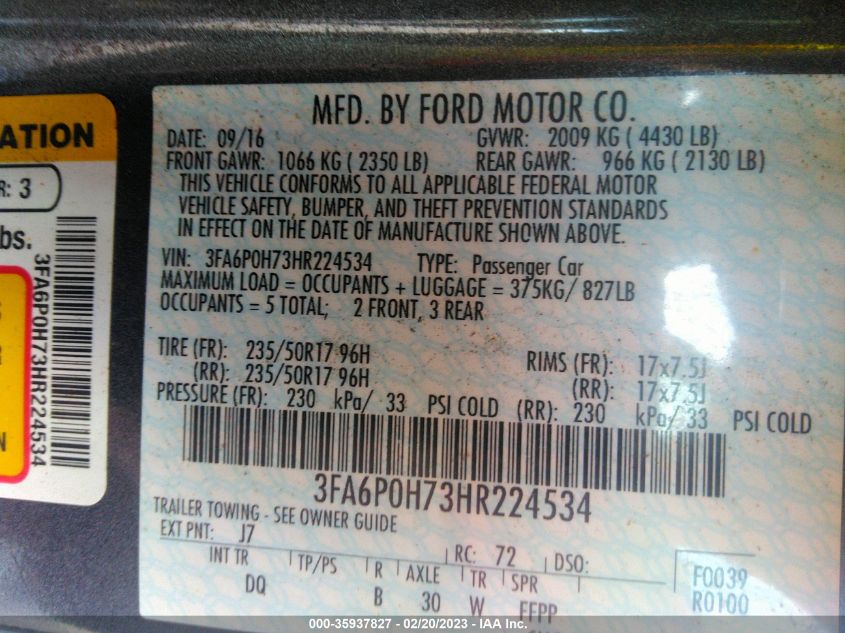 ATION
R: 3
bs.
N
3FA6P0H73HR224534
MFD. BY FORD MOTOR CO.
DATE: 09/16 GVWR: 2009 KG ( 4430 LB)
FRONT GAWR: 1066 KG ( 2350 LB) REAR GAWR: 966 KG ( 2130 LB)
THIS VEHICLE CONFORMS TO ALL APPLICABLE FEDERAL MOTOR
VEHICLE SAFETY, BUMPER, AND THEFT PREVENTION STANDARDS
IN EFFECT ON THE DATE OF MANUFACTURE SHOWN ABOVE.
VIN: 3FA6P0H73HR224534 TYPE: Passenger Car
MAXIMUM LOAD = OCCUPANTS + LUGGAGE = 375KG/ 827LB
OCCUPANTS = 5 TOTAL; 2 FRONT, 3 REAR
TIRE (FR): 235/50R17 96H RIMS (FR): 17x7.5J
(RR): 235/50R17 96H (RR): 17x7.5J
PRESSURE (FR): 230 kPa/ 33 PSI COLD (RR): 230 kPa/ 33 PSI COLD
3FA6P0H73HR224534
TRAILER TOWING - SEE OWNER GUIDE
EXT PNT: J7 RC: 72 DSO:
INT TR TP/PS R AXLE TR SPR F0039
DQ B 30 W FFPP R0100
000-35937827 - 02/20/2023 - IAA Inc.